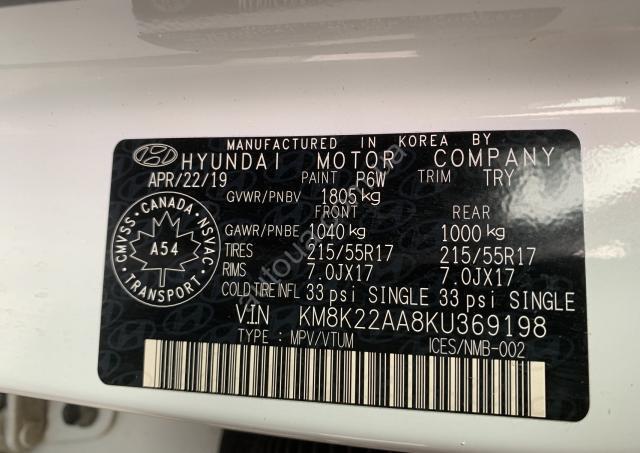 MANUFACTURED IN KOREA BY
HYUNDAI MOTOR COMPANY
APR/22/19 PAINT P6W TRIM TRY
GVWR/PNBV 1805 kg
FRONT REAR
GAWR/PNBE 1040 kg 1000 kg
TIRES 215/55R17 215/55R17
RIMS 7.0JX17 7.0JX17
COLD TIRE INFL 33 psi SINGLE 33 psi SINGLE
VIN KM8K22AA8KU369198
TYPE : MPV/VTUM ICES/NMB-002
CMVSS • CANADA • NSVAC
A54
• TRANSPORT •